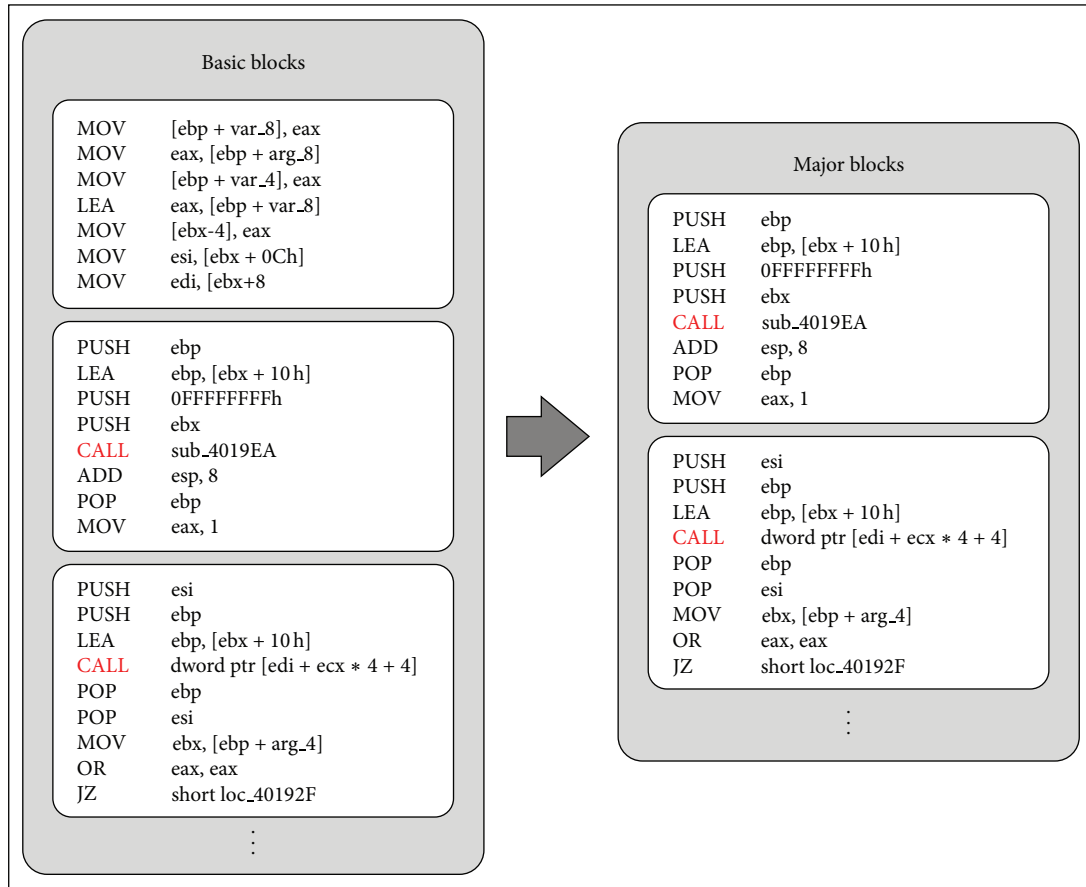 Basic blocks
MOV [ebp + var_8], eax
MOV eax, [ebp + arg_8]
MOV [ebp + var_4], eax
LEA eax, [ebp + var_8]
MOV [ebx-4], eax
MOV esi, [ebx + 0Ch]
MOV edi, [ebx+8
PUSH ebp
LEA ebp, [ebx + 10 h]
PUSH 0FFFFFFFFh
PUSH ebx
CALL sub_4019EA
ADD esp, 8
POP ebp
MOV eax, 1
PUSH esi
PUSH ebp
LEA ebp, [ebx + 10 h]
CALL dword ptr [edi + ecx * 4 + 4]
POP ebp
POP esi
MOV ebx, [ebp + arg_4]
OR eax, eax
JZ short loc_40192F
⋮
Major blocks
PUSH ebp
LEA ebp, [ebx + 10 h]
PUSH 0FFFFFFFFh
PUSH ebx
CALL sub_4019EA
ADD esp, 8
POP ebp
MOV eax, 1
PUSH esi
PUSH ebp
LEA ebp, [ebx + 10 h]
CALL dword ptr [edi + ecx * 4 + 4]
POP ebp
POP esi
MOV ebx, [ebp + arg_4]
OR eax, eax
JZ short loc_40192F
⋮